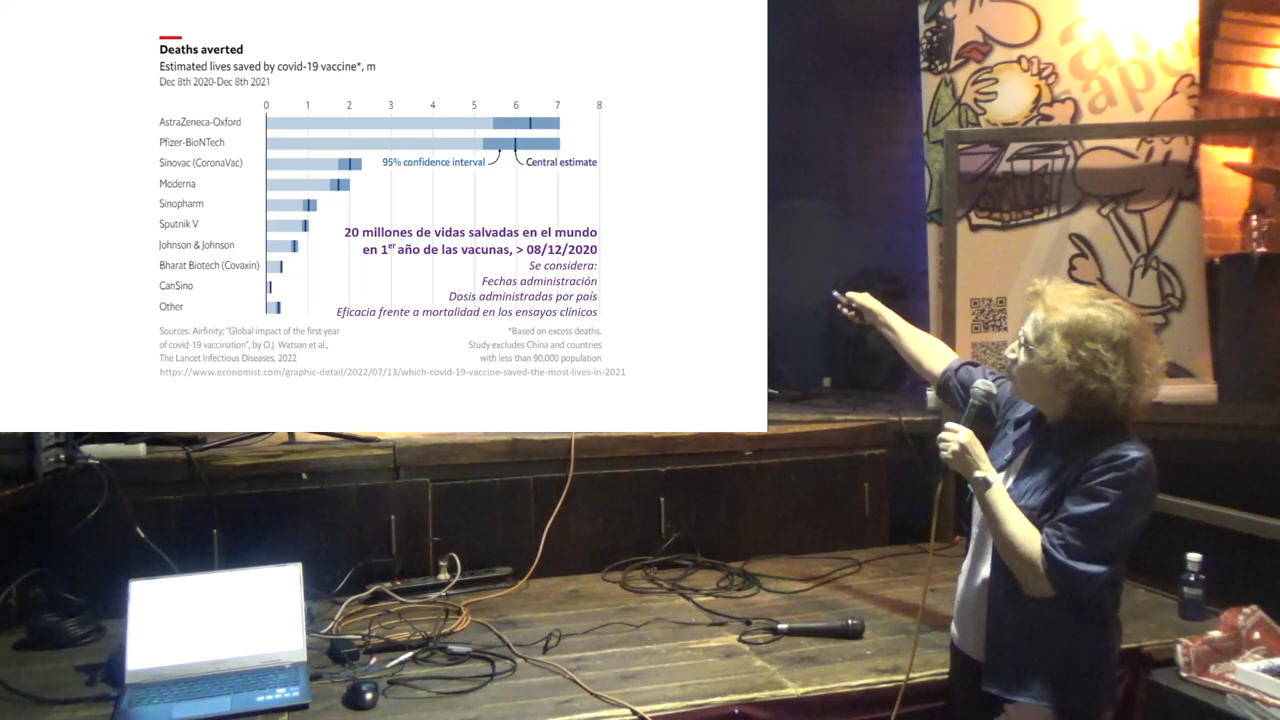 Deaths averted
Estimated lives saved by covid-19 vaccine*, m
Dec 8th 2020-Dec 8th 2021
0 1 2 3 4 5 6 7 8
AstraZeneca-Oxford
Pfizer-BioNTech
Sinovac (CoronaVac)
95% confidence interval
Central estimate
Moderna
Sinopharm
Sputnik V
Johnson & Johnson
Bharat Biotech (Covaxin)
CanSino
Other
20 millones de vidas salvadas en el mundo
en 1er año de las vacunas, > 08/12/2020
Se considera:
Fechas administración
Dosis administradas por país
Eficacia frente a mortalidad en los ensayos clínicos
Sources: Airfinity; "Global impact of the first year
of covid-19 vaccination", by O.J. Watson et al.,
The Lancet Infectious Diseases, 2022
*Based on excess deaths.
Study excludes China and countries
with less than 90,000 population
https://www.economist.com/graphic-detail/2022/07/13/which-covid-19-vaccine-saved-the-most-lives-in-2021